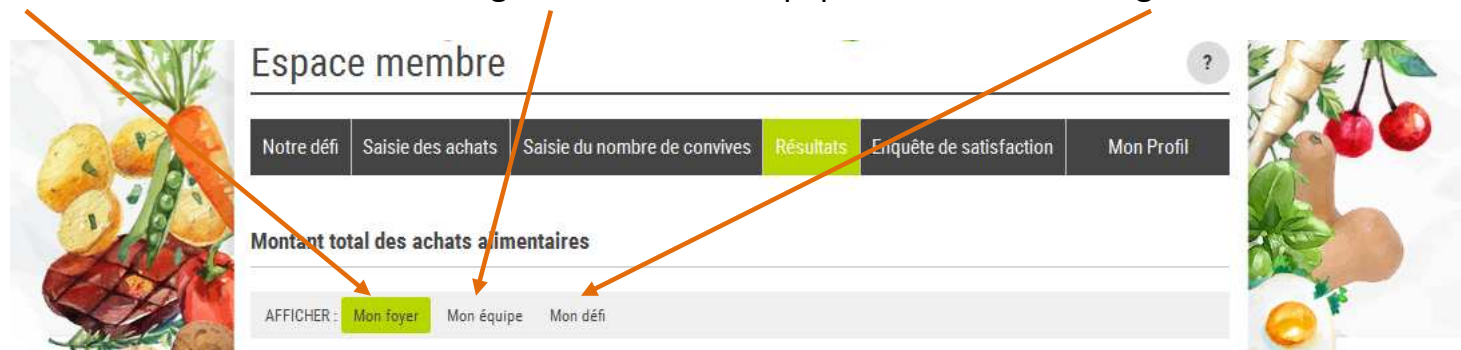 Espace membre
?
Notre défi Saisie des achats Saisie du nombre de convives Résultats Enquête de satisfaction Mon Profil
Montant total des achats alimentaires
AFFICHER : Mon foyer Mon équipe Mon défi